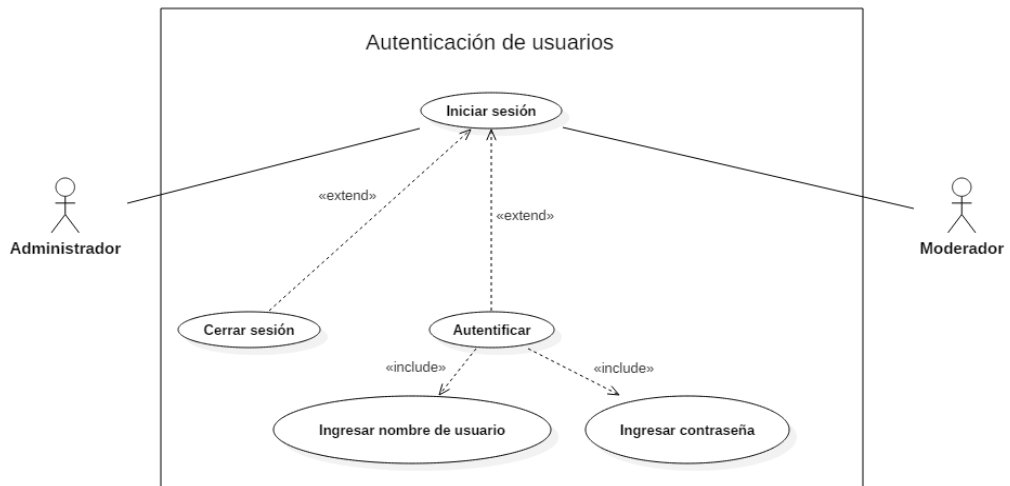 Autenticación de usuarios
Iniciar sesión
«extend»
«extend»
Administrador
Moderador
Cerrar sesión
Autentificar
«include»
«include»
Ingresar nombre de usuario
Ingresar contraseña